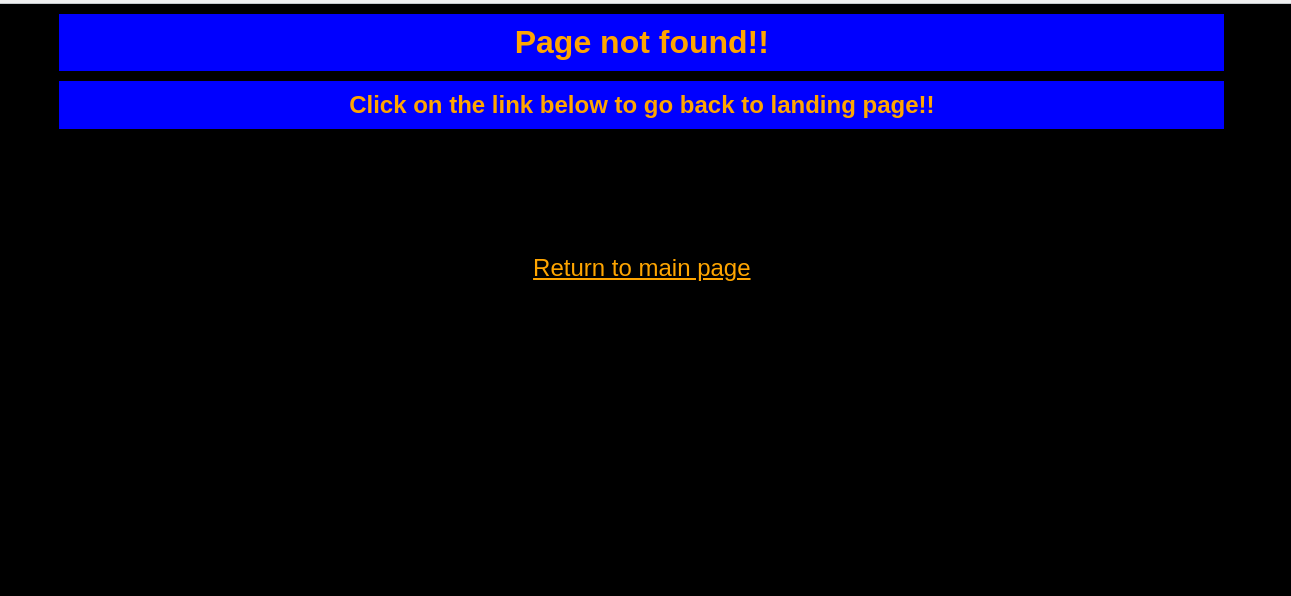 Page not found!!
Click on the link below to go back to landing page!!
Return to main page